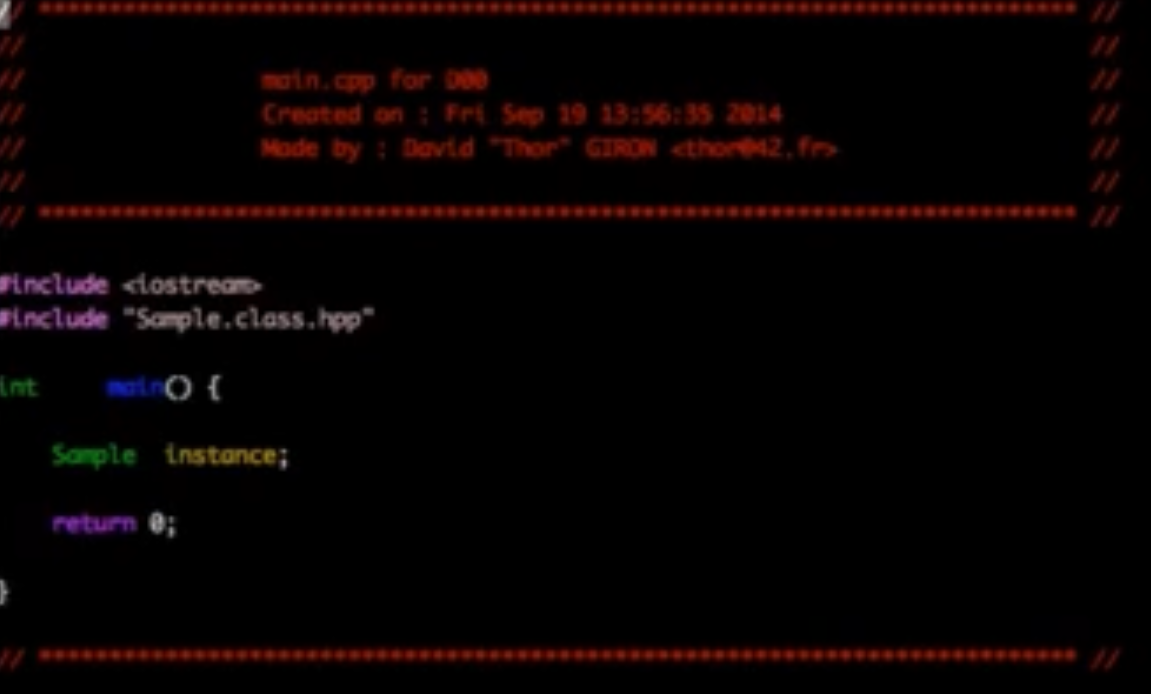 // ************************************************************************** //
// //
// main.cpp for D00 //
// Created on : Fri Sep 19 13:56:35 2014 //
// Made by : David "Thor" GIRON <thor@42.fr> //
// //
// ************************************************************************** //
#include <iostream>
#include "Sample.class.hpp"
int main() {
Sample instance;
return 0;
}
// ************************************************************************** //